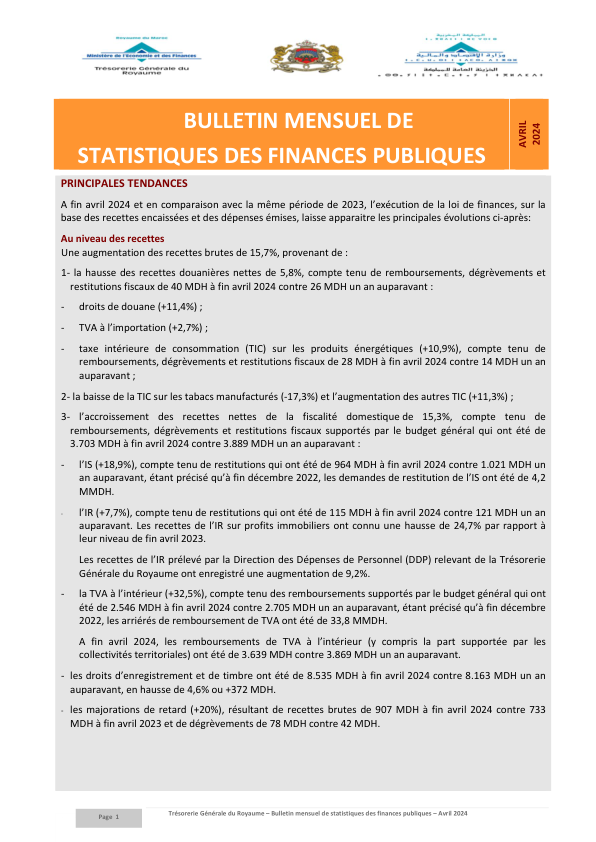 Royaume du Maroc
Ministère de l'Economie et des Finances
Trésorerie Générale du
Royaume
BULLETIN MENSUEL DE
STATISTIQUES DES FINANCES PUBLIQUES
AVRIL
2024
PRINCIPALES TENDANCES
A fin avril 2024 et en comparaison avec la même période de 2023, l'exécution de la loi de finances, sur la
base des recettes encaissées et des dépenses émises, laisse apparaitre les principales évolutions ci-après:
Au niveau des recettes
Une augmentation des recettes brutes de 15,7%, provenant de :
1- la hausse des recettes douanières nettes de 5,8%, compte tenu de remboursements, dégrèvements et
restitutions fiscaux de 40 MDH à fin avril 2024 contre 26 MDH un an auparavant :
- droits de douane (+11,4%) ;
- TVA à l'importation (+2,7%) ;
- taxe intérieure de consommation (TIC) sur les produits énergétiques (+10,9%), compte tenu de
remboursements, dégrèvements et restitutions fiscaux de 28 MDH à fin avril 2024 contre 14 MDH un an
auparavant ;
2- la baisse de la TIC sur les tabacs manufacturés (-17,3%) et l'augmentation des autres TIC (+11,3%) ;
3- l'accroissement des recettes nettes de la fiscalité domestique de 15,3%, compte tenu de
remboursements, dégrèvements et restitutions fiscaux supportés par le budget général qui ont été de
3.703 MDH à fin avril 2024 contre 3.889 MDH un an auparavant :
- l'IS (+18,9%), compte tenu de restitutions qui ont été de 964 MDH à fin avril 2024 contre 1.021 MDH un
an auparavant, étant précisé qu'à fin décembre 2022, les demandes de restitution de l'IS ont été de 4,2
MMDH.
- l'IR (+7,7%), compte tenu de restitutions qui ont été de 115 MDH à fin avril 2024 contre 121 MDH un an
auparavant. Les recettes de l'IR sur profits immobiliers ont connu une hausse de 24,7% par rapport à
leur niveau de fin avril 2023.
Les recettes de l'IR prélevé par la Direction des Dépenses de Personnel (DDP) relevant de la Trésorerie
Générale du Royaume ont enregistré une augmentation de 9,2%.
- la TVA à l'intérieur (+32,5%), compte tenu des remboursements supportés par le budget général qui ont
été de 2.546 MDH à fin avril 2024 contre 2.705 MDH un an auparavant, étant précisé qu'à fin décembre
2022, les arriérés de remboursement de TVA ont été de 33,8 MMDH.
A fin avril 2024, les remboursements de TVA à l'intérieur (y compris la part supportée par les
collectivités territoriales) ont été de 3.639 MDH contre 3.869 MDH un an auparavant.
- les droits d'enregistrement et de timbre ont été de 8.535 MDH à fin avril 2024 contre 8.163 MDH un an
auparavant, en hausse de 4,6% ou +372 MDH.
- les majorations de retard (+20%), résultant de recettes brutes de 907 MDH à fin avril 2024 contre 733
MDH à fin avril 2023 et de dégrèvements de 78 MDH contre 42 MDH.
Page 1
Trésorerie Générale du Royaume – Bulletin mensuel de statistiques des finances publiques – Avril 2024